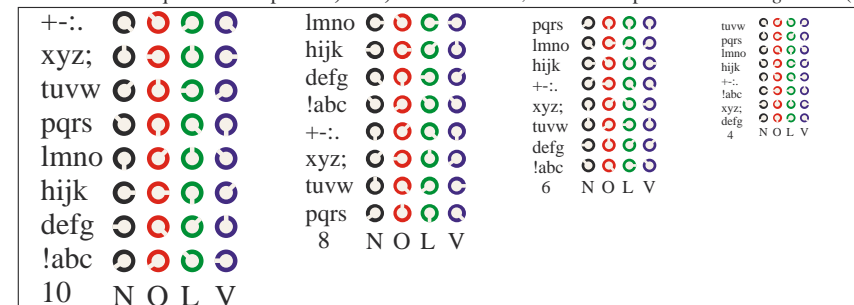 +-:.
xyz;
tuvw
pqrs
lmno
hijk
defg
!abc
10 N O L V
lmno
hijk
defg
!abc
+-:.
xyz;
tuvw
pqrs
8 N O L V
pqrs
lmno
hijk
+-:.
xyz;
tuvw
defg
!abc
6 N O L V
tuvw
pqrs
lmno
hijk
+-:.
!abc
xyz;
defg
4 N O L V